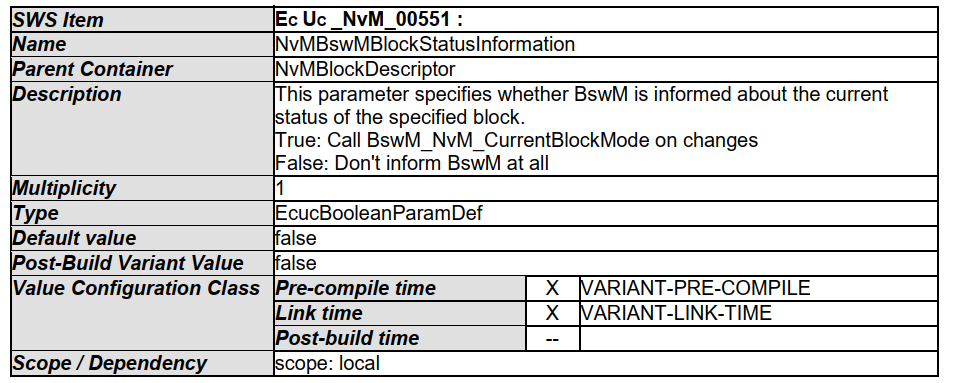 SWS Item ECUC_NvM_00551 :
Name NvMBswMBlockStatusInformation
Parent Container NvMBlockDescriptor
Description This parameter specifies whether BswM is informed about the current
status of the specified block.
True: Call BswM_NvM_CurrentBlockMode on changes
False: Don't inform BswM at all
Multiplicity 1
Type EcucBooleanParamDef
Default value false
Post-Build Variant Value false
Value Configuration Class Pre-compile time X VARIANT-PRE-COMPILE
Link time X VARIANT-LINK-TIME
Post-build time --
Scope / Dependency scope: local